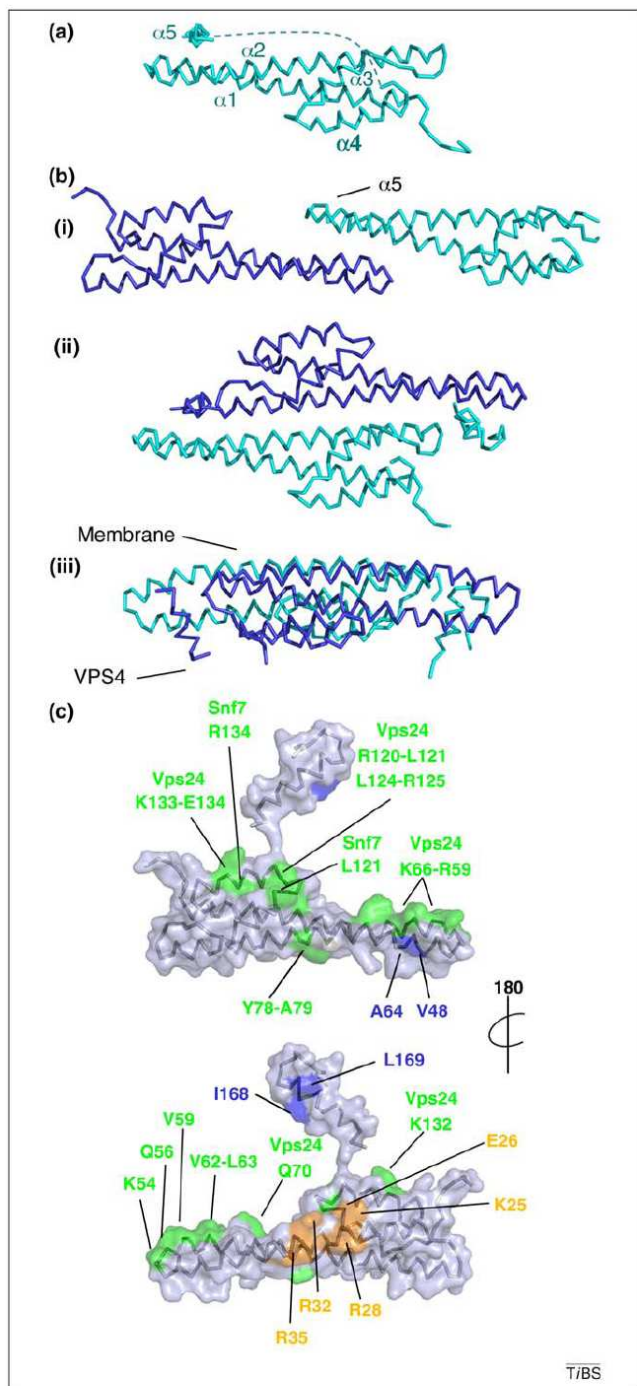 (a)
α5
α2
α3
α1
α4
(b)
α5
(i)
(ii)
Membrane
(iii)
VPS4
(c)
Snf7
R134
Vps24
R120-L121
L124-R125
Vps24
K133-E134
Snf7
L121
Vps24
K66-R59
Y78-A79
A64
V48
180
L169
I168
Vps24
K132
V59
E26
Q56
V62-L63
Vps24
Q70
K54
K25
R32
R28
R35
TiBS